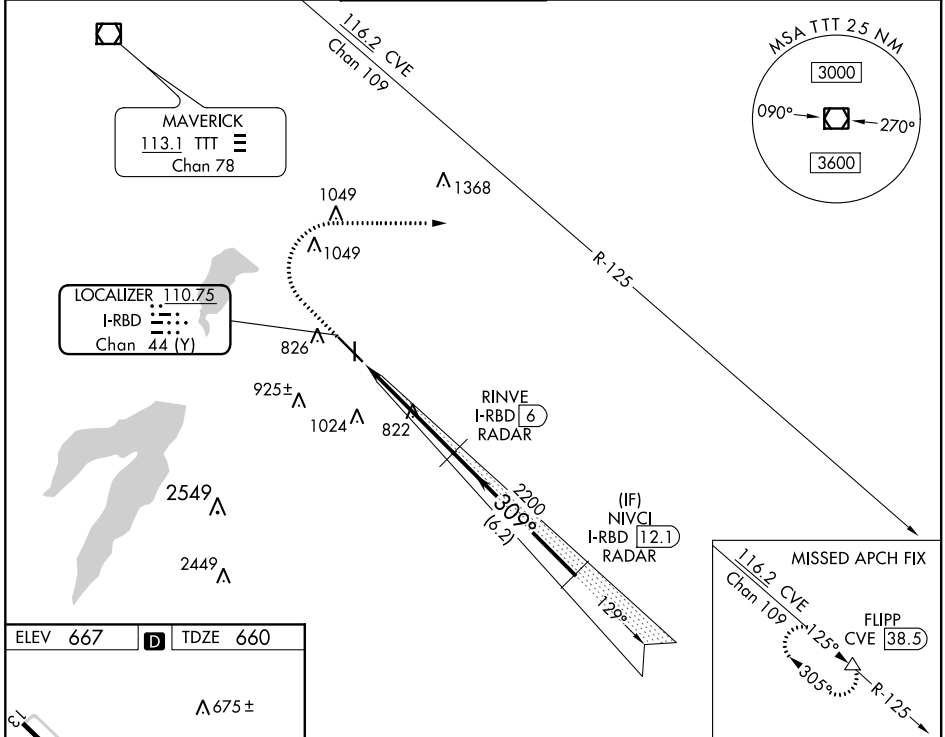 116.2 CVE
Chan 109
MSA TTT 25 NM
3000
090°
270°
3600
MAVERICK
113.1 TTT
Chan 78
1368
1049
1049
R-125
LOCALIZER 110.75
I-RBD
Chan 44 (Y)
826
925±
1024
822
RINVE
I-RBD 6
RADAR
2200
309°
(6.2)
(IF)
NIVCI
I-RBD 12.1
RADAR
129°
2549
2449
MISSED APCH FIX
116.2 CVE
Chan 109
FLIPP
CVE 38.5
125°
305°
R-125
ELEV 667 D TDZE 660
675±
13